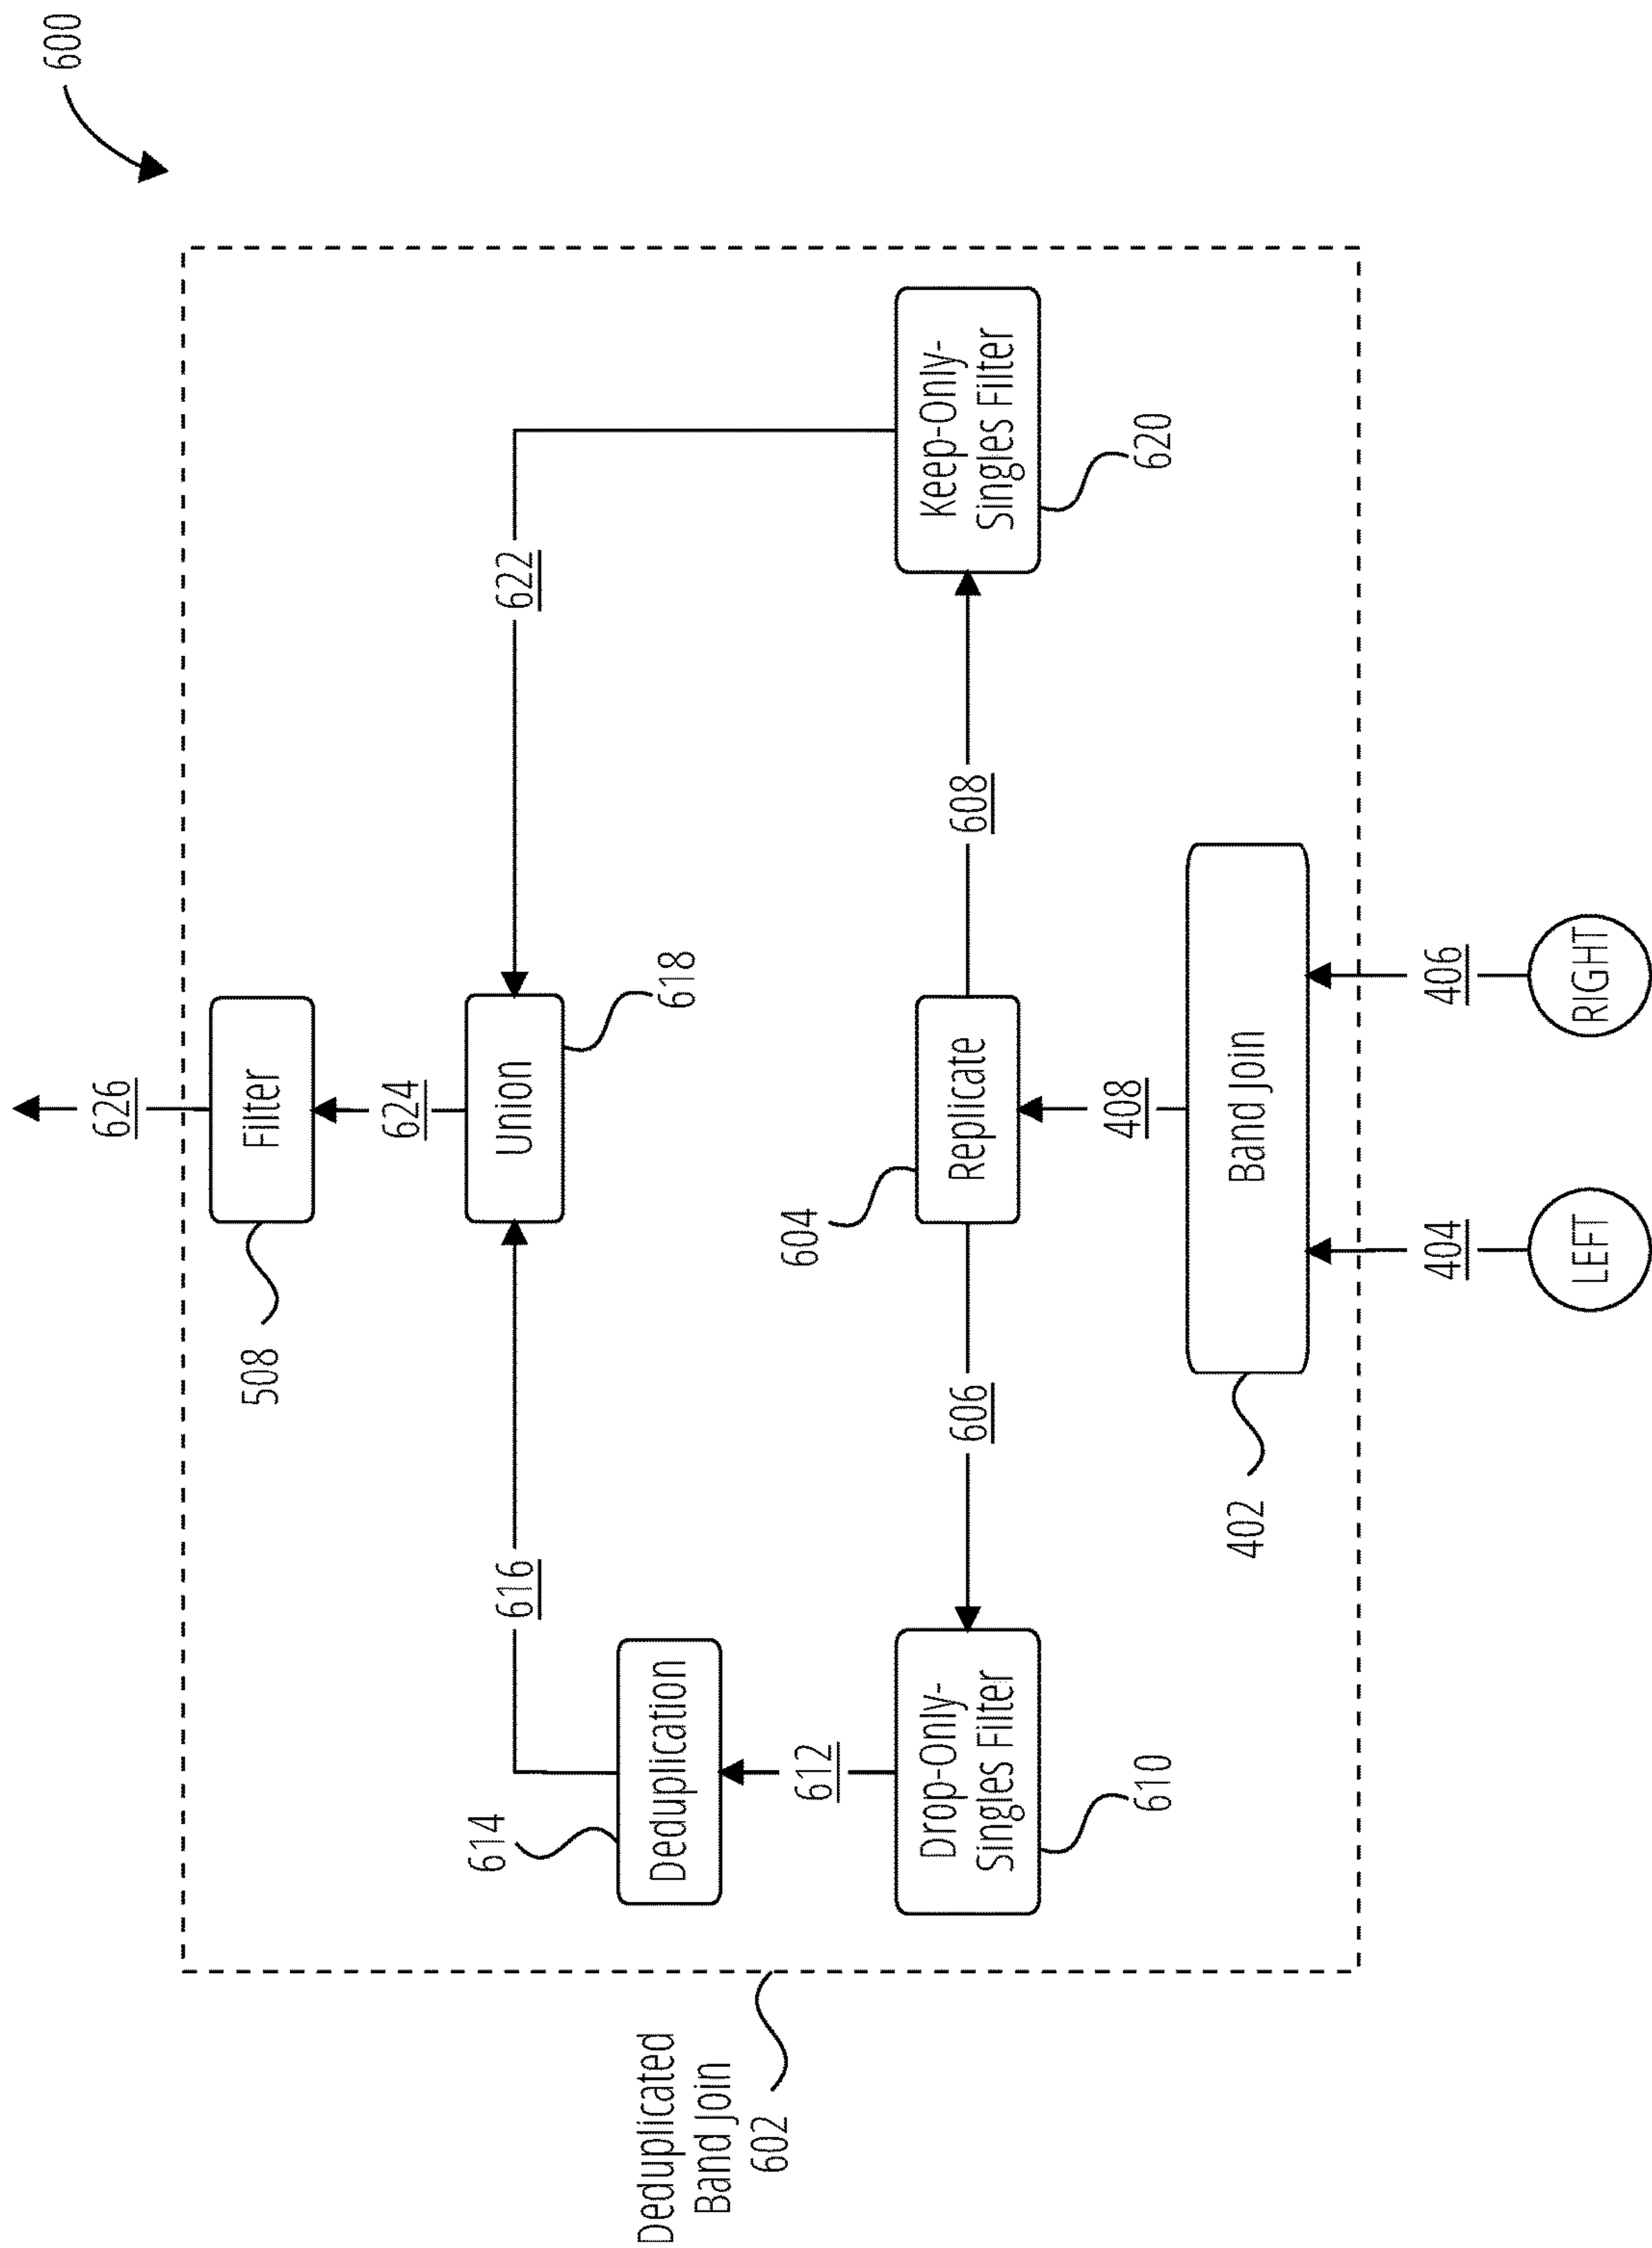 600
626
Filter
508
624
Union
618
616
622
Deduplication
614
612
Deduplicated
Band Join
602
Drop-Only-
Singles Filter
610
606
604
Replicate
608
Keep-Only-
Singles Filter
620
408
Band Join
402
404
406
LEFT
RIGHT